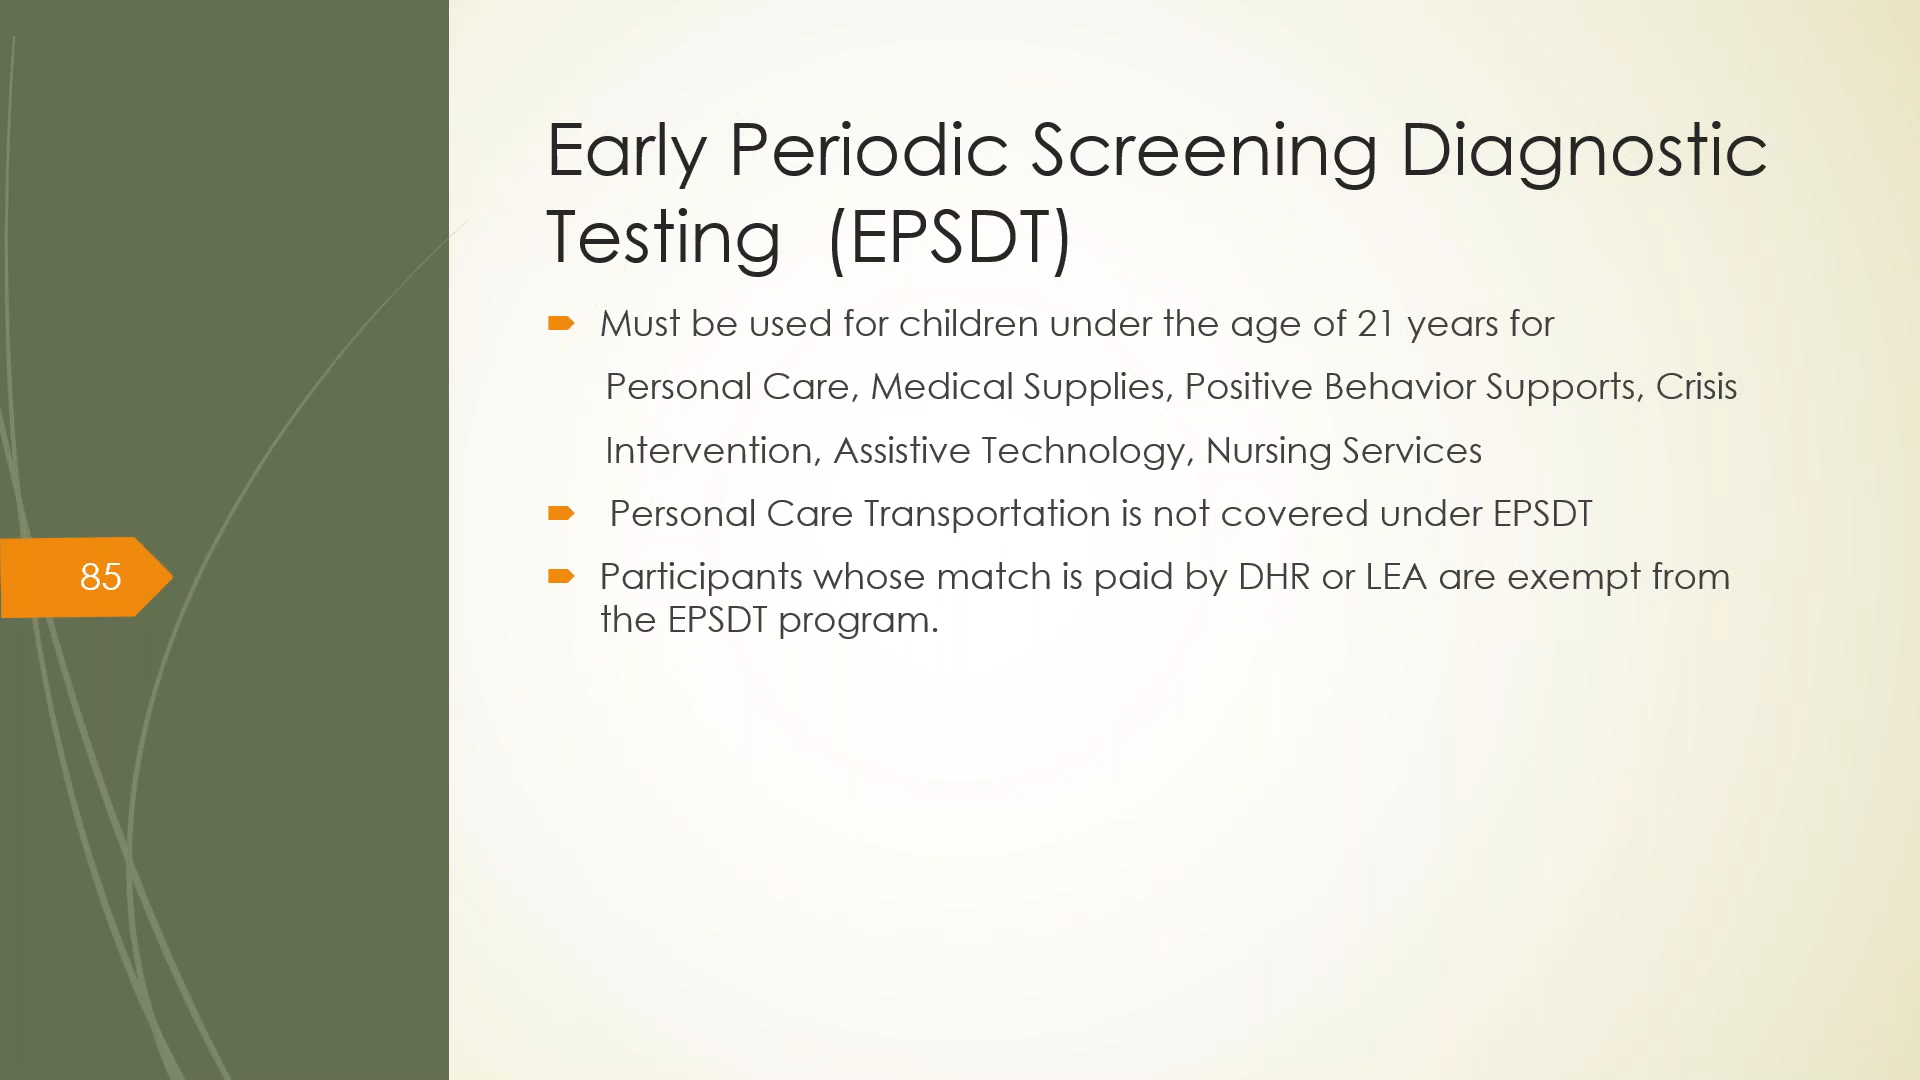 Early Periodic Screening Diagnostic
Testing  (EPSDT)
Must be used for children under the age of 21 years for
Personal Care, Medical Supplies, Positive Behavior Supports, Crisis
Intervention, Assistive Technology, Nursing Services
Personal Care Transportation is not covered under EPSDT
85
Participants whose match is paid by DHR or LEA are exempt from
the EPSDT program.